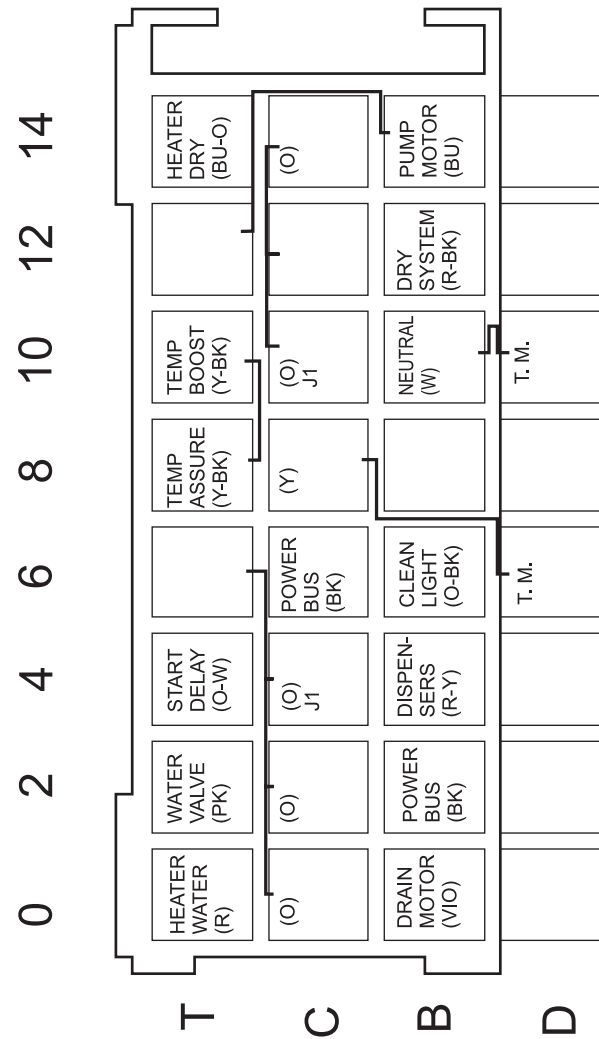 0 2 4 6 8 10 12 14
T
HEATER
WATER
(R)
WATER
VALVE
(PK)
START
DELAY
(O-W)
TEMP
ASSURE
(Y-BK)
TEMP
BOOST
(Y-BK)
HEATER
DRY
(BU-O)
C
(O)
(O)
(O)
J1
POWER
BUS
(BK)
(Y)
(O)
J1
(O)
B
DRAIN
MOTOR
(VIO)
POWER
BUS
(BK)
DISPEN-
SERS
(R-Y)
CLEAN
LIGHT
(O-BK)
NEUTRAL
(W)
DRY
SYSTEM
(R-BK)
PUMP
MOTOR
(BU)
D
T. M.
T. M.